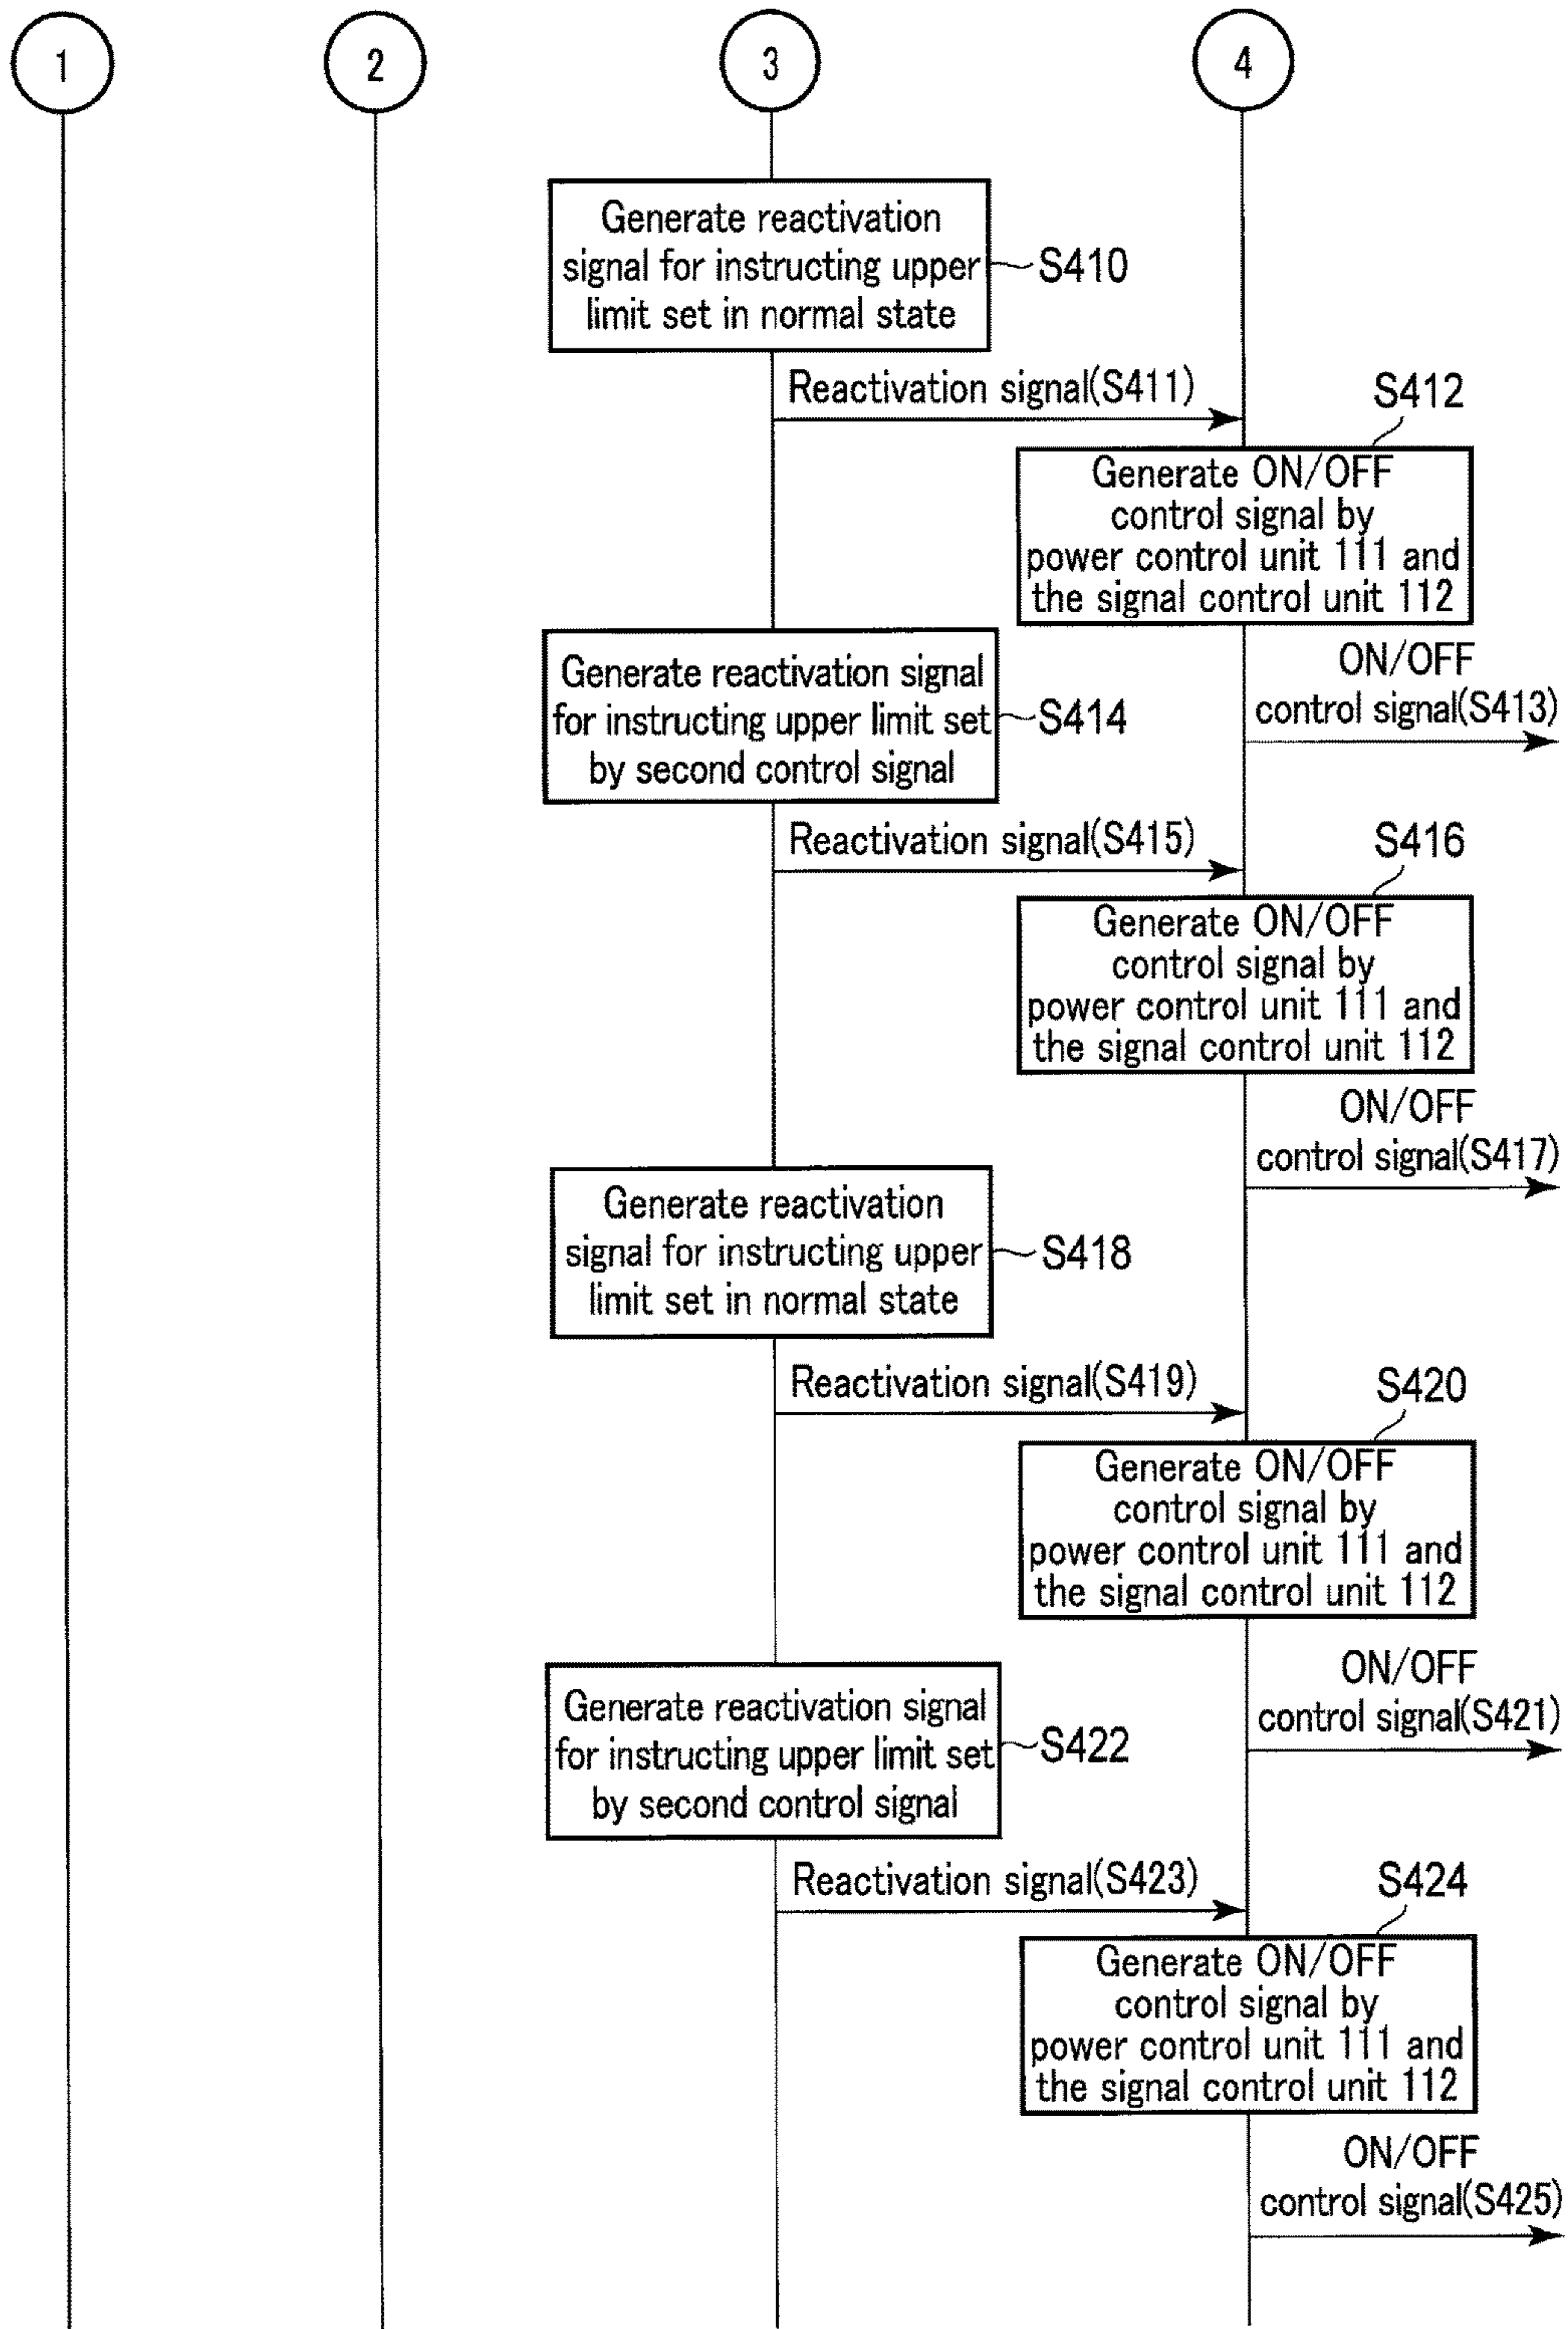 1
2
3
4
Generate reactivation
signal for instructing upper
limit set in normal state
S410
Reactivation signal(S411)
S412
Generate ON/OFF
control signal by
power control unit 111 and
the signal control unit 112
ON/OFF
control signal(S413)
Generate reactivation signal
for instructing upper limit set
by second control signal
S414
Reactivation signal(S415)
S416
Generate ON/OFF
control signal by
power control unit 111 and
the signal control unit 112
ON/OFF
control signal(S417)
Generate reactivation
signal for instructing upper
limit set in normal state
S418
Reactivation signal(S419)
S420
Generate ON/OFF
control signal by
power control unit 111 and
the signal control unit 112
ON/OFF
control signal(S421)
Generate reactivation signal
for instructing upper limit set
by second control signal
S422
Reactivation signal(S423)
S424
Generate ON/OFF
control signal by
power control unit 111 and
the signal control unit 112
ON/OFF
control signal(S425)